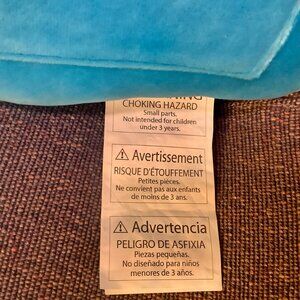 CHOKING HAZARD
Small parts.
Not intended for children
under 3 years.
⚠ Avertissement
RISQUE D'ÉTOUFFEMENT
Petites pièces.
Ne convient pas aux enfants
de moins de 3 ans.
⚠ Advertencia
PELIGRO DE ASFIXIA
Piezas pequeñas.
No diseñado para niños
menores de 3 años.